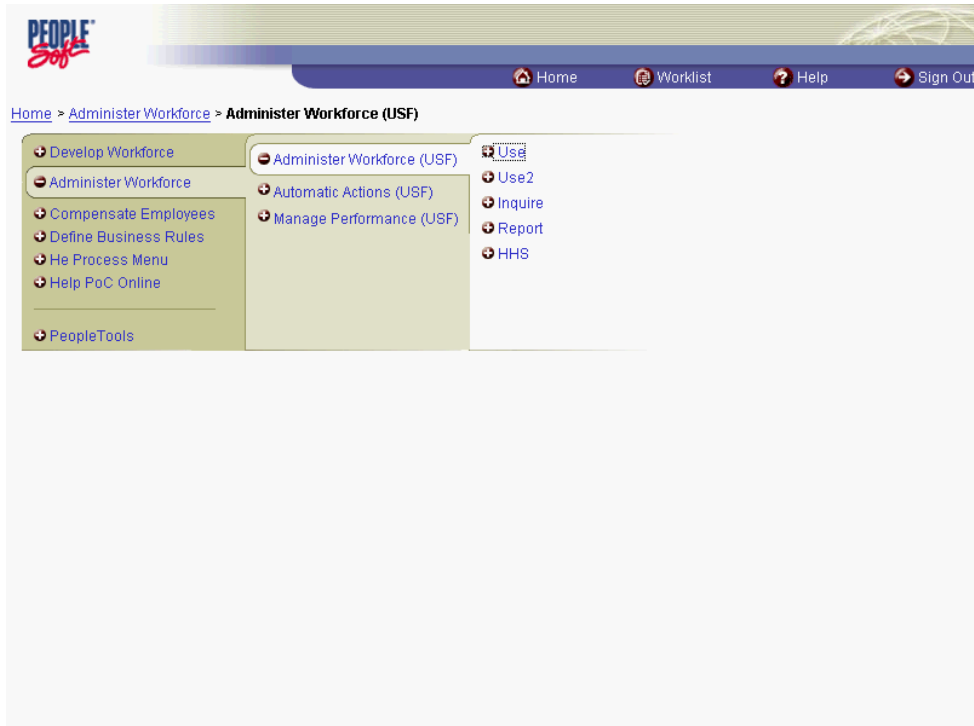 PEOPLE
Soft
Home Worklist Help Sign Out
Home > Administer Workforce > Administer Workforce (USF)
Develop Workforce
Administer Workforce
Compensate Employees
Define Business Rules
He Process Menu
Help PoC Online
PeopleTools
Administer Workforce (USF)
Automatic Actions (USF)
Manage Performance (USF)
Use
Use2
Inquire
Report
HHS